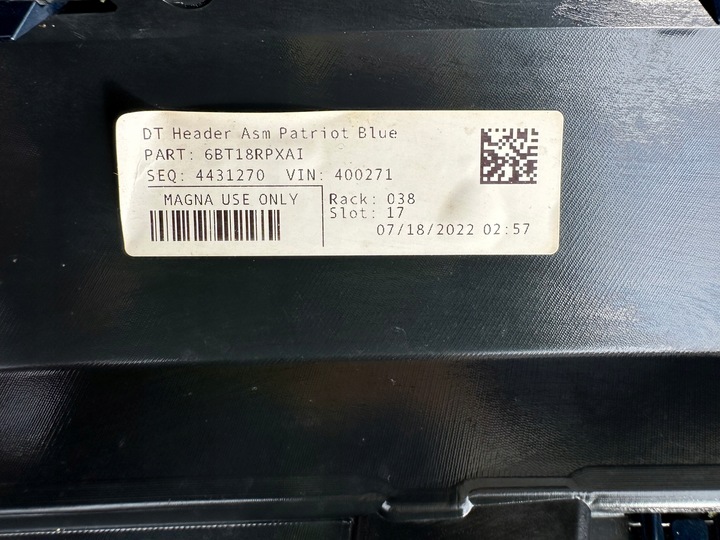 DT Header Asm Patriot Blue
PART: 6BT18RPXAI
SEQ: 4431270 VIN: 400271
MAGNA USE ONLY
Rack: 038
Slot: 17
07/18/2022 02:57